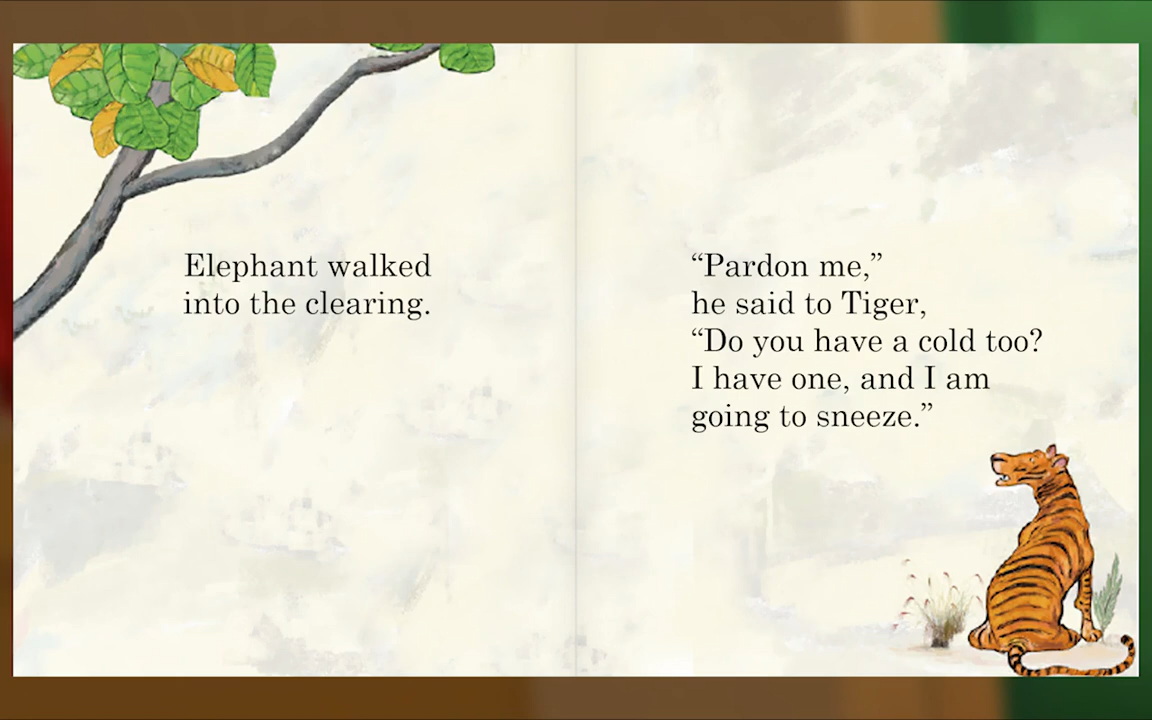 Elephant walked
into the clearing.
“Pardon me,”
he said to Tiger,
“Do you have a cold too?
I have one, and I am
going to sneeze.”